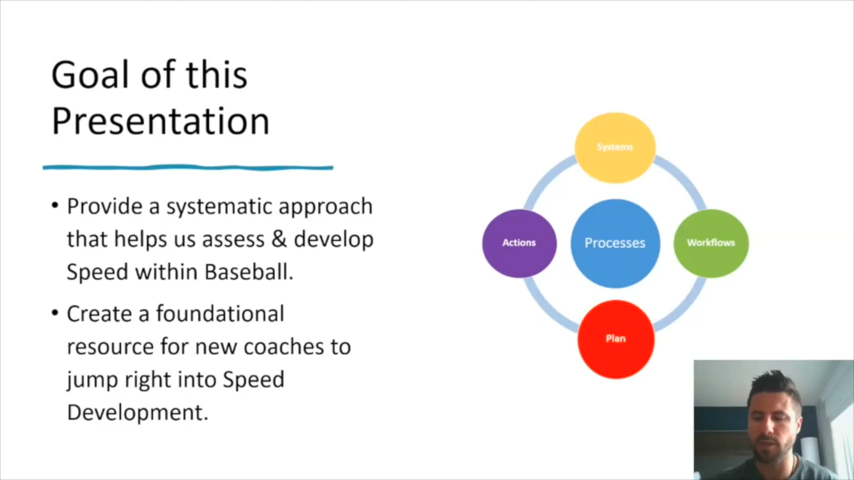 Goal of this
Presentation
• Provide a systematic approach
that helps us assess & develop
Speed within Baseball.
• Create a foundational
resource for new coaches to
jump right into Speed
Development.
Systems
Actions
Processes
Workflows
Plan